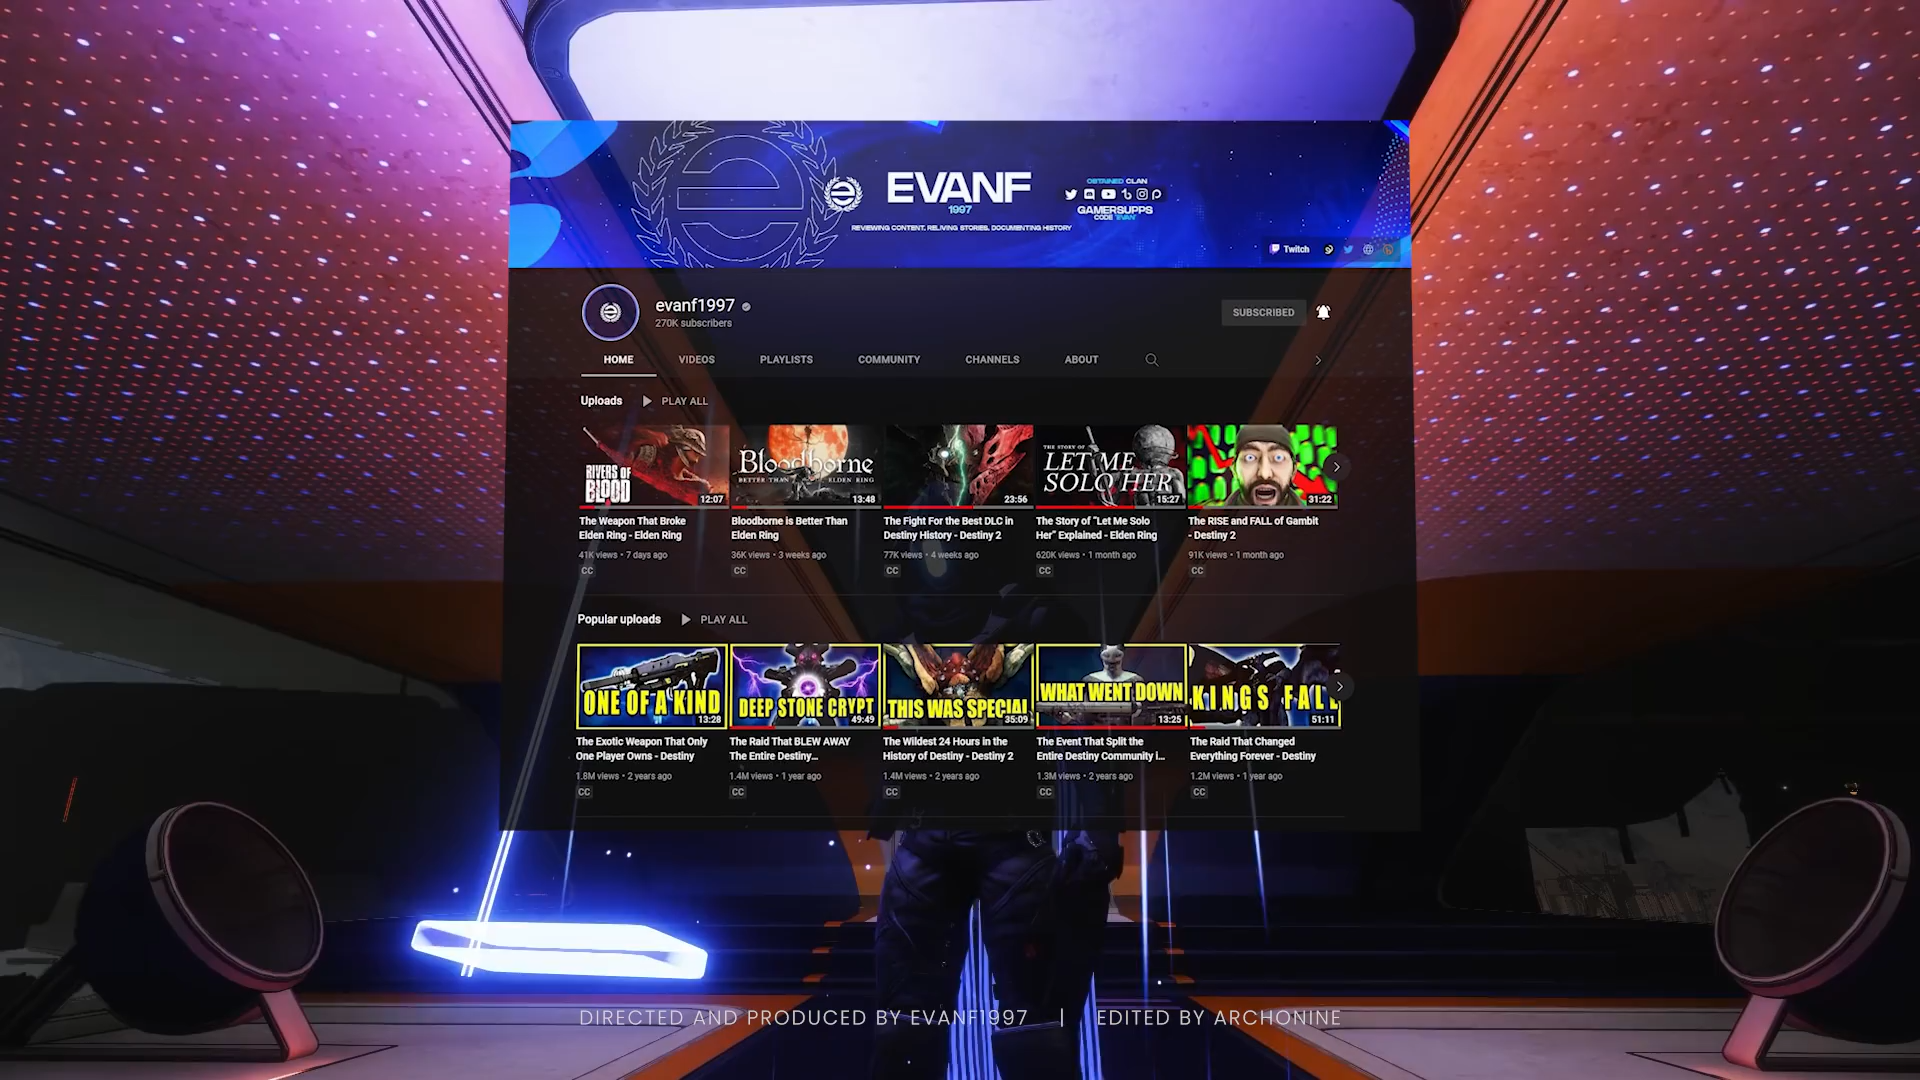 EVANF
1997
REVIEWING CONTENT, RELIVING STORIES, DOCUMENTING HISTORY
OBTAINED CLAN
GAMERSUPPS
CODE "EVAN"
Twitch
evanf1997
270K subscribers
SUBSCRIBED
HOME VIDEOS PLAYLISTS COMMUNITY CHANNELS ABOUT
Uploads PLAY ALL
RIVERS OF
BLOOD
12:07
Bloodborne
BETTER THAN ELDEN RING
13:48
23:56
THE STORY OF
LET ME
SOLO HER
15:27
31:22
The Weapon That Broke
Elden Ring - Elden Ring
41K views • 7 days ago
CC
Bloodborne is Better Than
Elden Ring
36K views • 3 weeks ago
CC
The Fight For the Best DLC in
Destiny History - Destiny 2
77K views • 4 weeks ago
CC
The Story of "Let Me Solo
Her" Explained - Elden Ring
620K views • 1 month ago
CC
The RISE and FALL of Gambit
- Destiny 2
91K views • 1 month ago
CC
Popular uploads PLAY ALL
ONE OF A KIND
13:28
DEEP STONE CRYPT
49:49
THIS WAS SPECIAL
35:09
WHAT WENT DOWN
13:25
KINGS FALL
51:11
The Exotic Weapon That Only
One Player Owns - Destiny
1.8M views • 2 years ago
CC
The Raid That BLEW AWAY
The Entire Destiny...
1.4M views • 1 year ago
CC
The Wildest 24 Hours in the
History of Destiny - Destiny 2
1.4M views • 2 years ago
CC
The Event That Split the
Entire Destiny Community i...
1.3M views • 2 years ago
CC
The Raid That Changed
Everything Forever - Destiny
1.2M views • 1 year ago
CC
DIRECTED AND PRODUCED BY EVANF1997 | EDITED BY ARCHONINE